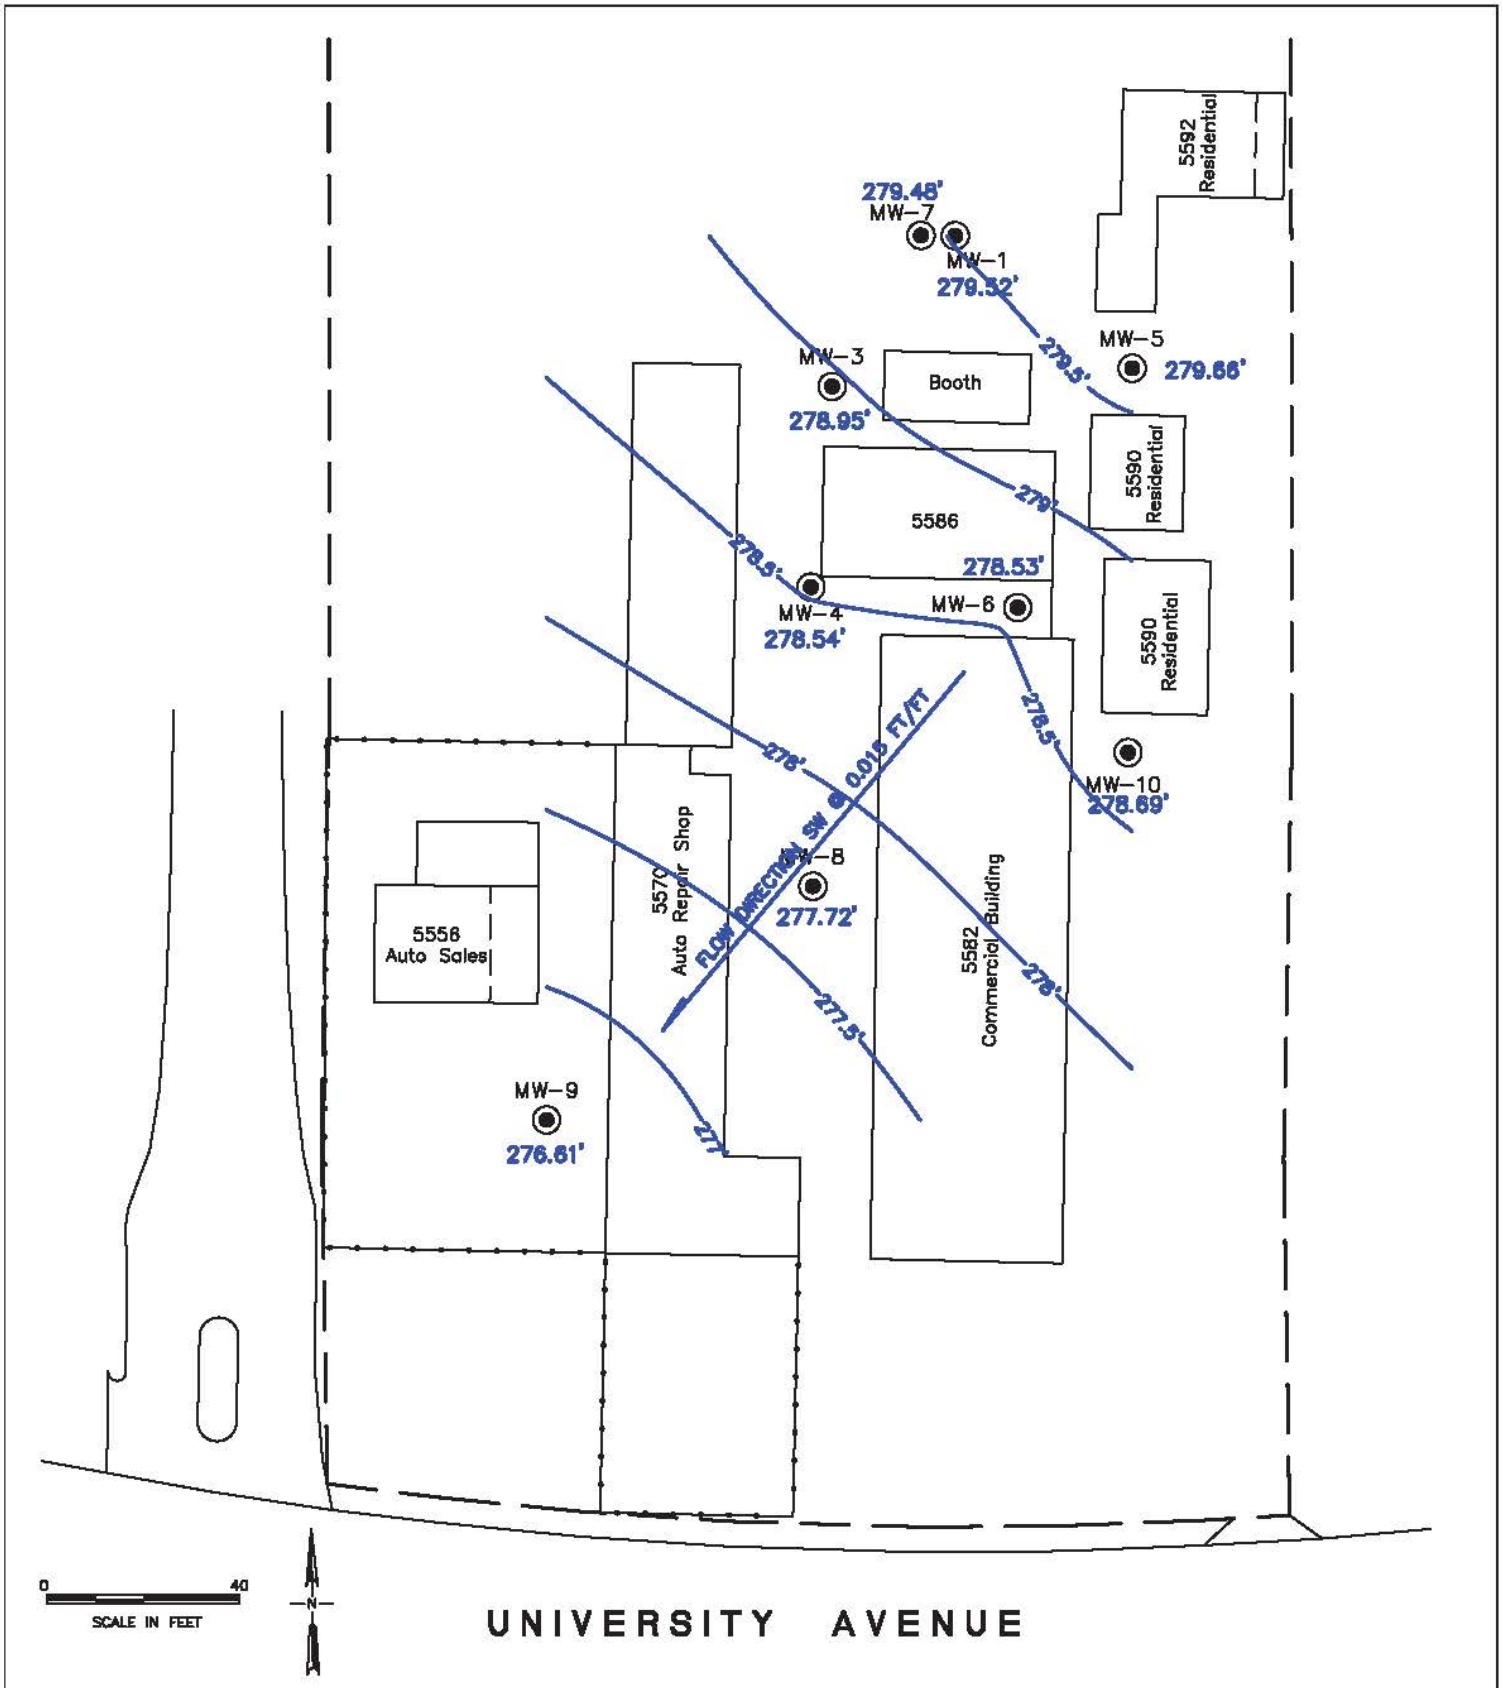 5592
Residential
279.48'
MW-7
MW-1
279.52'
MW-5
279.66'
279.5'
MW-3
278.95'
Booth
5590
Residential
279'
5586
278.5'
278.53'
MW-6
MW-4
278.54'
5590
Residential
278.5'
278'
MW-10
278.69'
FLOW DIRECTION SW @ 0.015 FT/FT
MW-8
277.72'
5570
Auto Repair Shop
5556
Auto Sales
5582
Commercial Building
278'
277.5'
MW-9
276.61'
277'
0 40
SCALE IN FEET
N
UNIVERSITY AVENUE